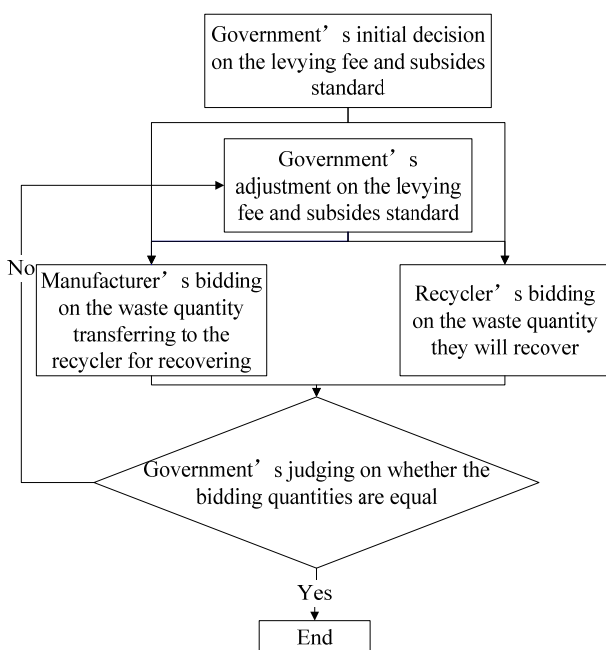 Government’s initial decision
on the levying fee and subsides
standard
Government’s
adjustment on the levying
fee and subsides standard
No
Manufacturer’s bidding
on the waste quantity
transferring to the
recycler for recovering
Recycler’s bidding
on the waste quantity
they will recover
Government’s judging on whether the
bidding quantities are equal
Yes
End